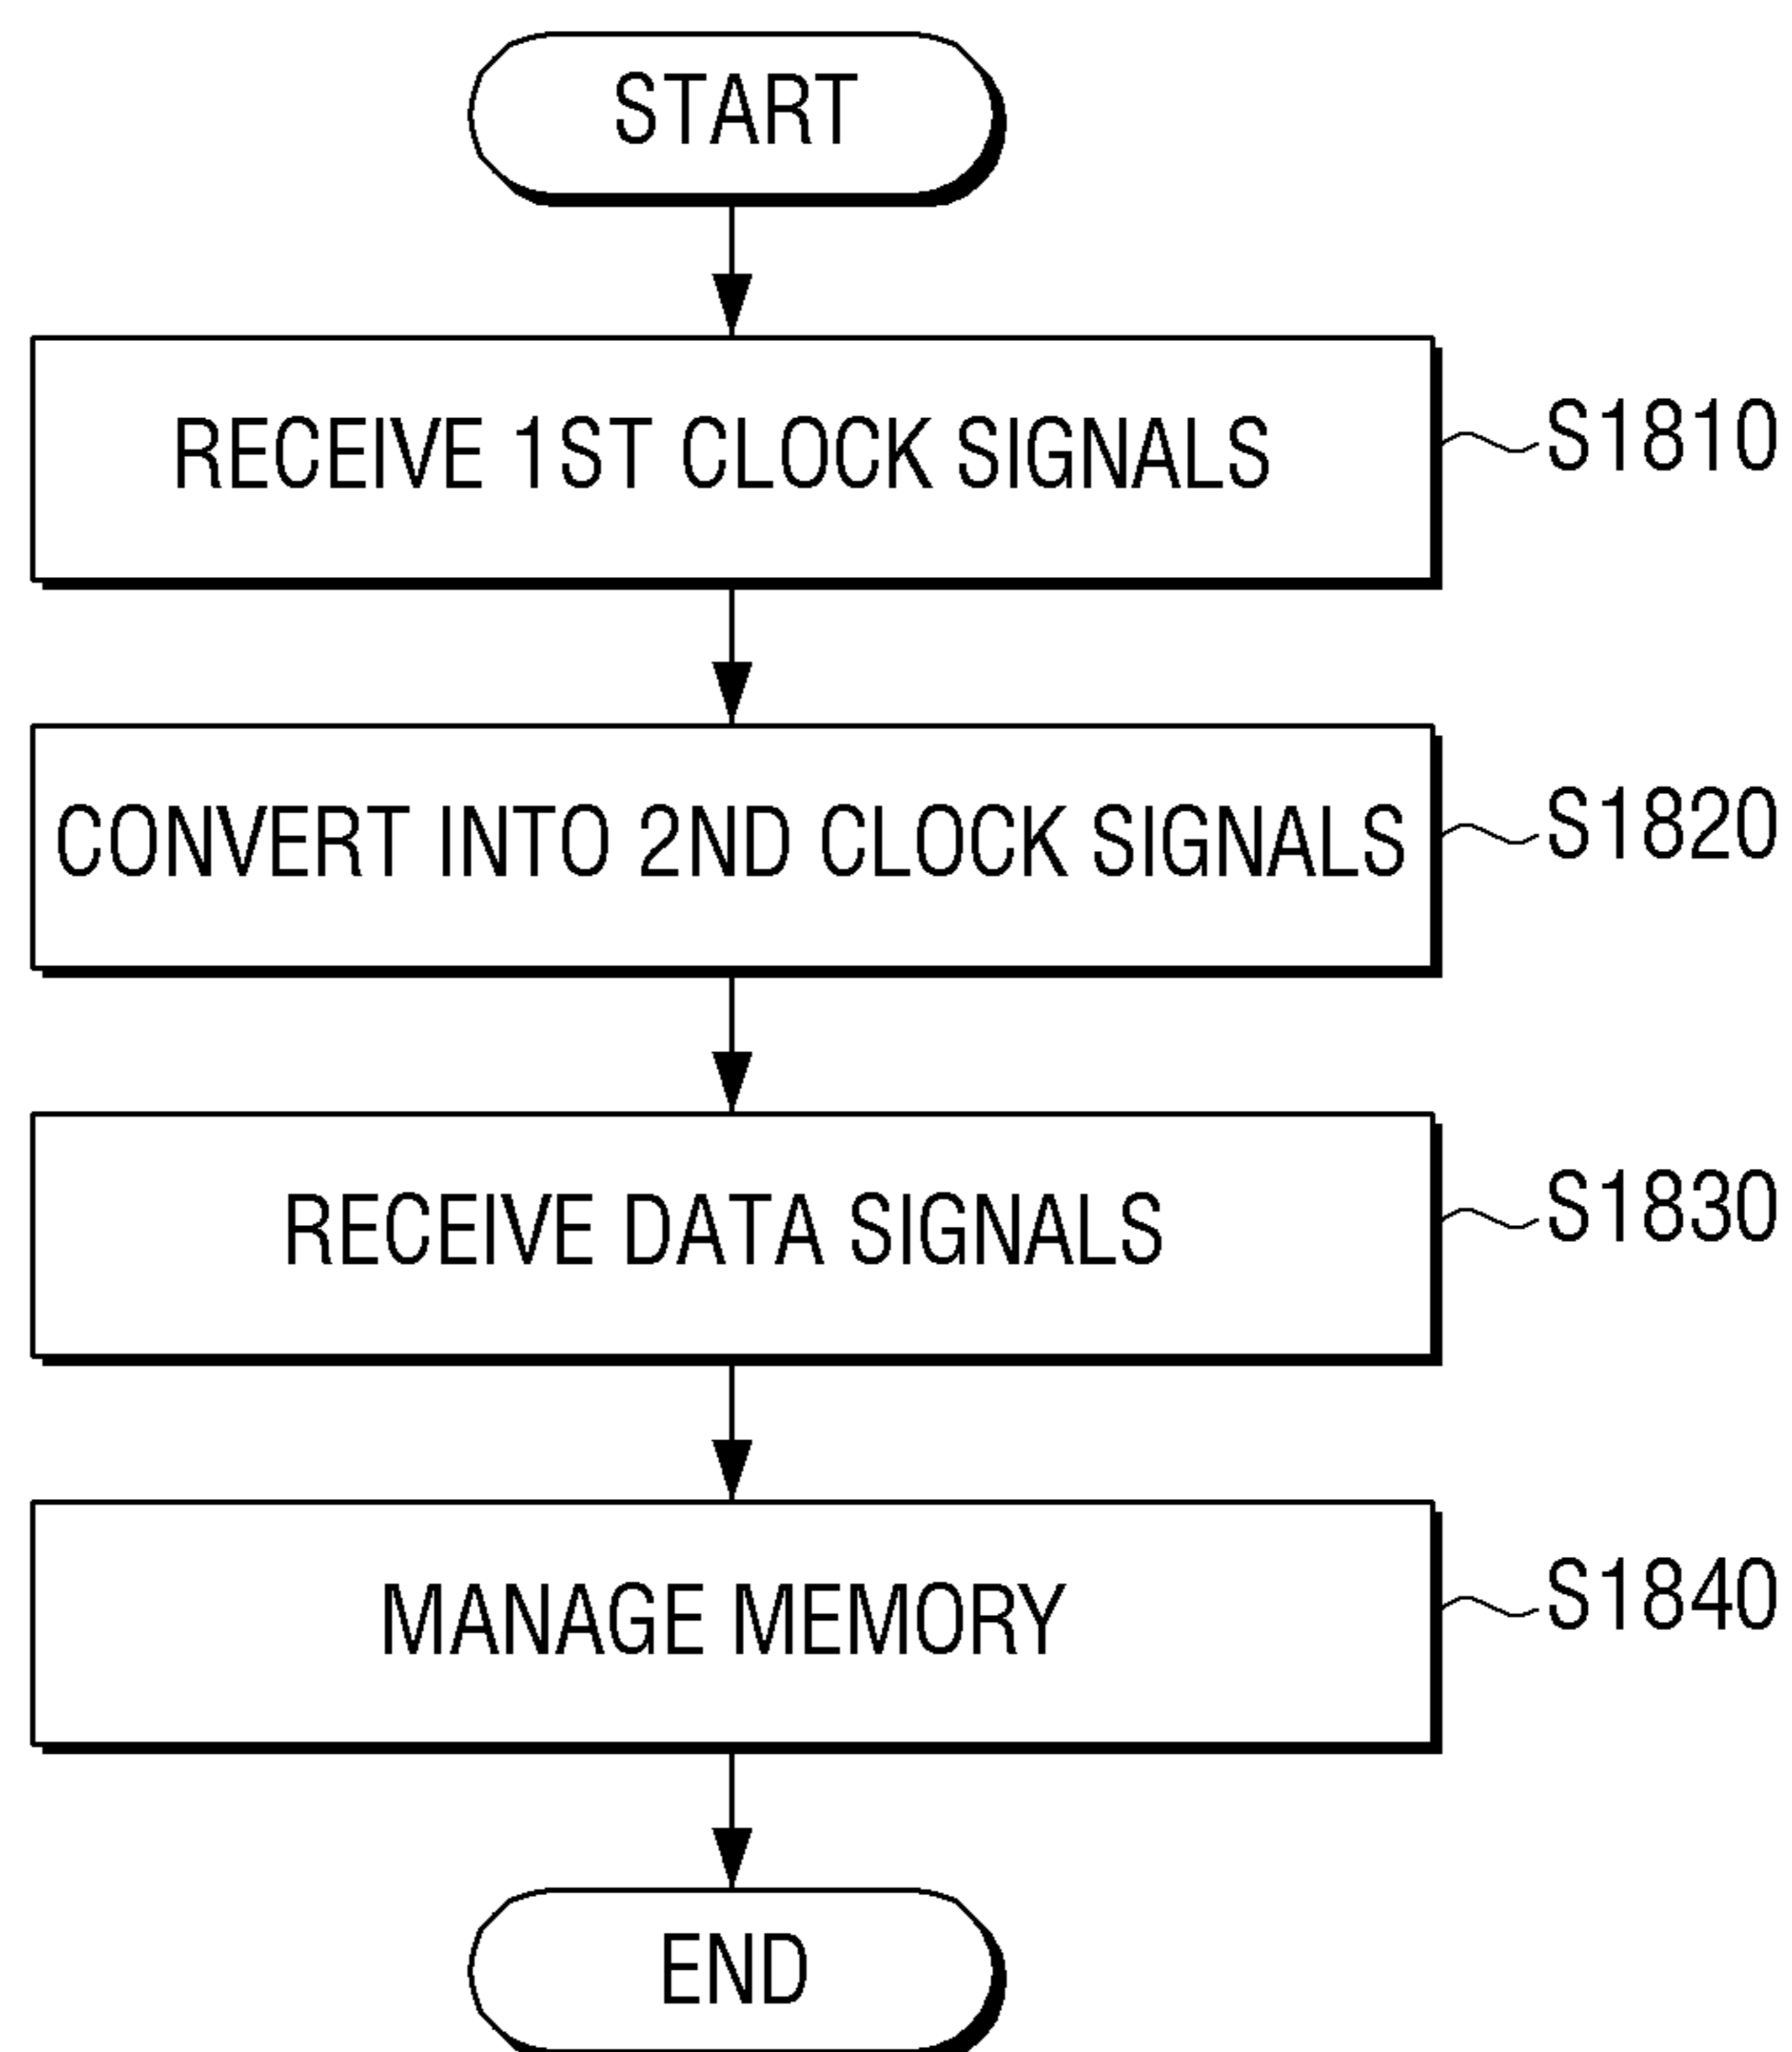 START
RECEIVE 1ST CLOCK SIGNALS
S1810
CONVERT INTO 2ND CLOCK SIGNALS
S1820
RECEIVE DATA SIGNALS
S1830
MANAGE MEMORY
S1840
END